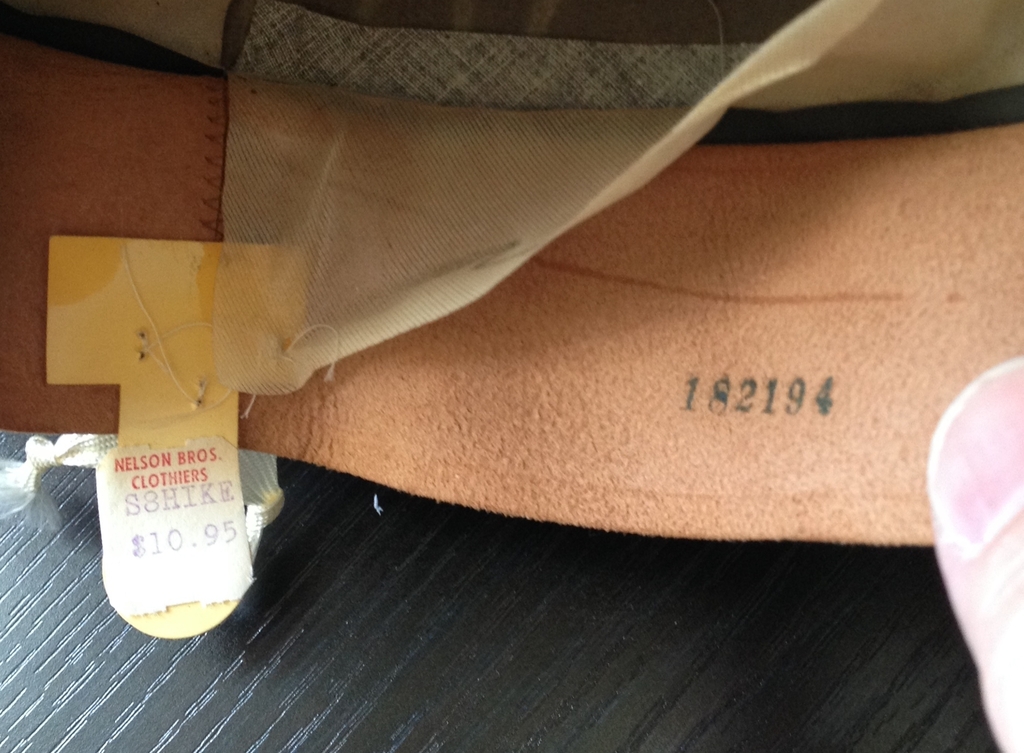 182194
NELSON BROS.
CLOTHIERS
S8HIKE
$10.95